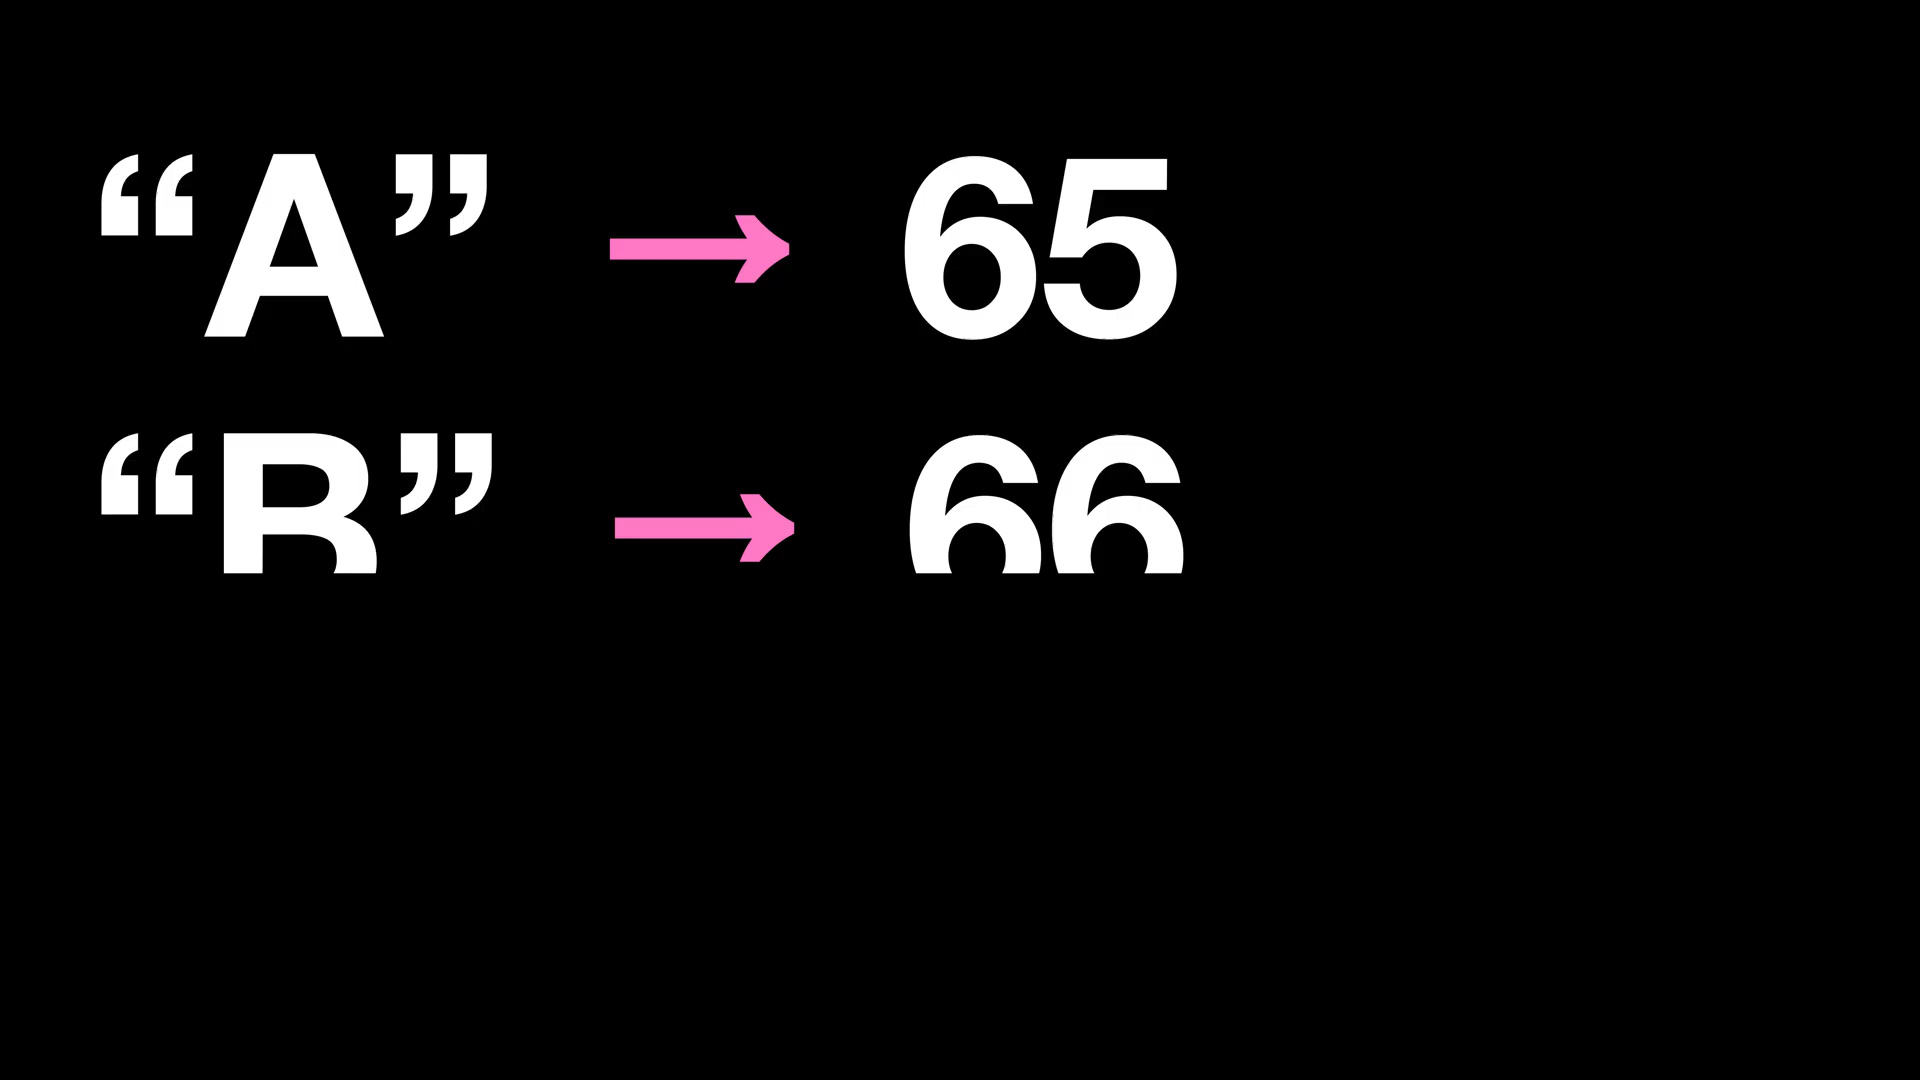 “A” → 65
“B” → 66